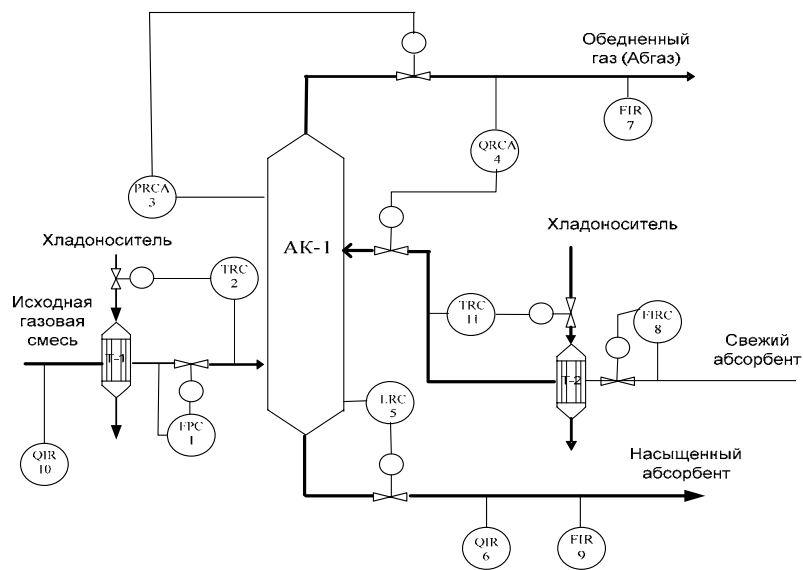 Обедненный
газ (Абгаз)
FIR
7
QRCA
4
PRCA
3
Хладоноситель
АК-1
Хладоноситель
TRC
2
Исходная
газовая
смесь
TRC
11
FIRC
8
Свежий
абсорбент
Т-1
Т-2
LRC
5
FPC
1
QIR
10
Насыщенный
абсорбент
QIR
6
FIR
9